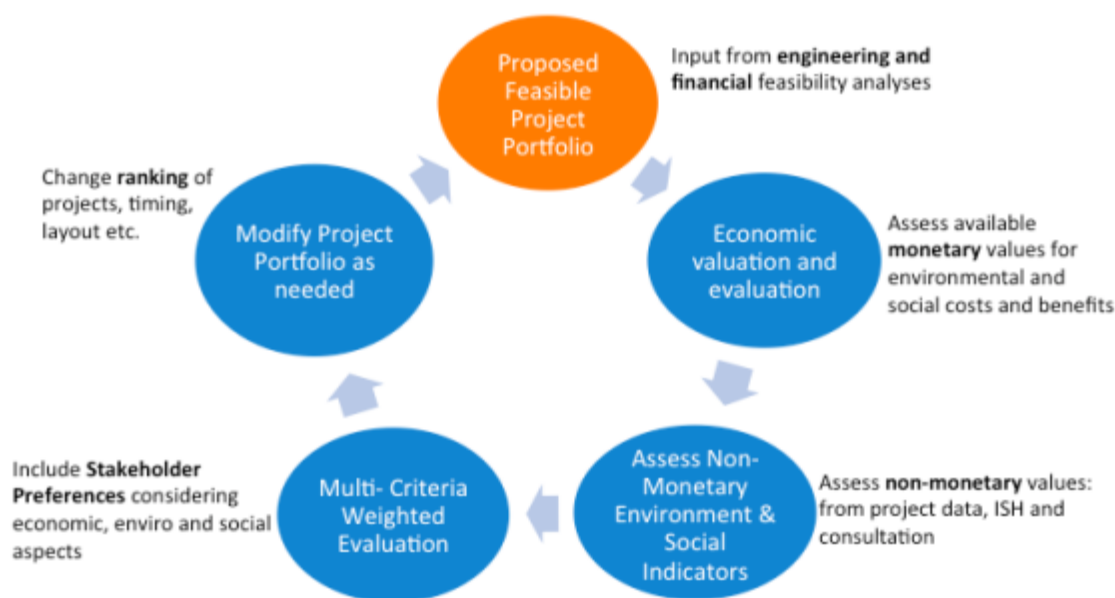 Proposed
Feasible
Project
Portfolio
Input from engineering and
financial feasibility analyses
Economic
valuation and
evaluation
Assess available
monetary values for
environmental and
social costs and benefits
Assess Non-
Monetary
Environment &
Social
Indicators
Assess non-monetary values:
from project data, ISH and
consultation
Multi- Criteria
Weighted
Evaluation
Include Stakeholder
Preferences considering
economic, enviro and social
aspects
Modify Project
Portfolio as
needed
Change ranking of
projects, timing,
layout etc.